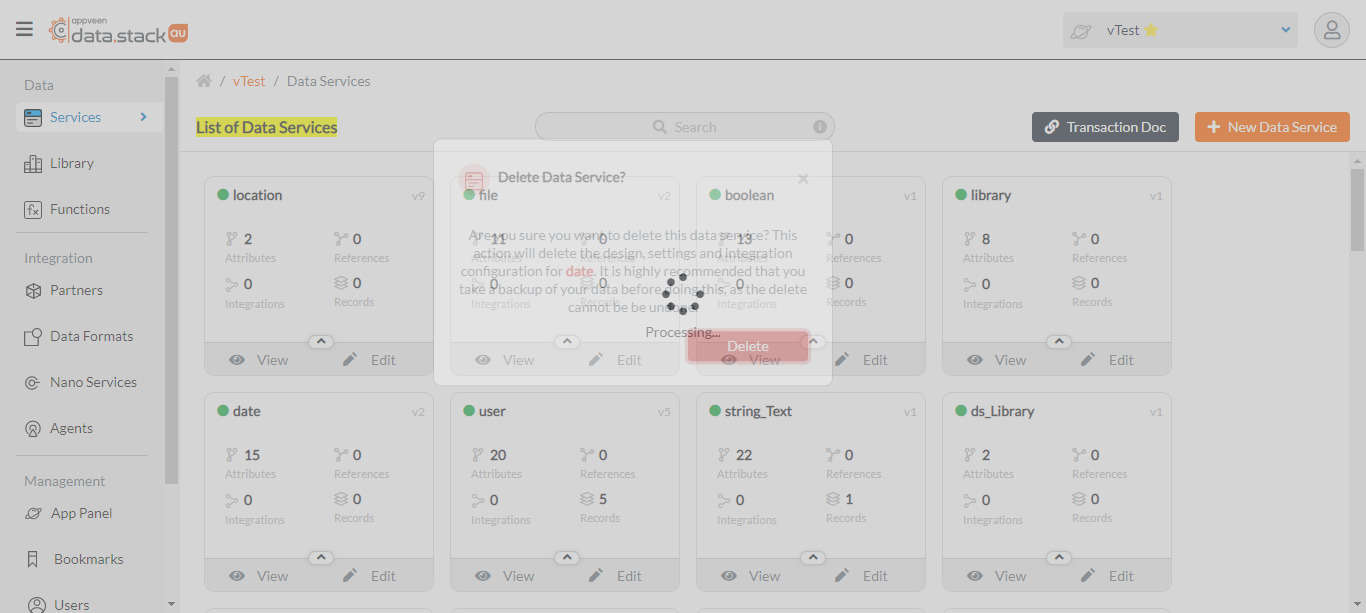 appveen
data.stack au
vTest
Data
Services
Library
Functions
Integration
Partners
Data Formats
Nano Services
Agents
Management
App Panel
Bookmarks
Users
/ vTest / Data Services
List of Data Services
Search
Transaction Doc
+ New Data Service
location v9
2 0
Attributes References
0 0
Integrations Records
View Edit
file v2
11 0
Attributes References
0 0
Integrations Records
View Edit
boolean v1
13 0
Attributes References
0 0
Integrations Records
View Edit
library v1
8 0
Attributes References
0 0
Integrations Records
View Edit
Delete Data Service? ×
Are you sure you want to delete this data service? This
action will delete the design, settings and integration
configuration for date. It is highly recommended that you
take a backup of your data before doing this, as the delete
cannot be be undone.
Processing...
Delete
date v2
15 0
Attributes References
0 0
Integrations Records
View Edit
user v5
20 0
Attributes References
0 5
Integrations Records
View Edit
string_Text v1
22 0
Attributes References
0 1
Integrations Records
View Edit
ds_Library v1
2 0
Attributes References
0 0
Integrations Records
View Edit